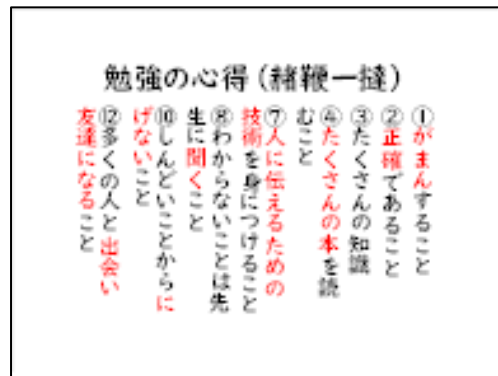 勉強の心得（赭鞭一撻）
①がまんすること
②正確であること
③たくさんの知識
④たくさんの本を読
むこと
⑦人に伝えるための
技術を身につけること
⑧わからないことは先
生に聞くこと
⑩しんどいことからに
げないこと
⑫多くの人と出会い
友達になること